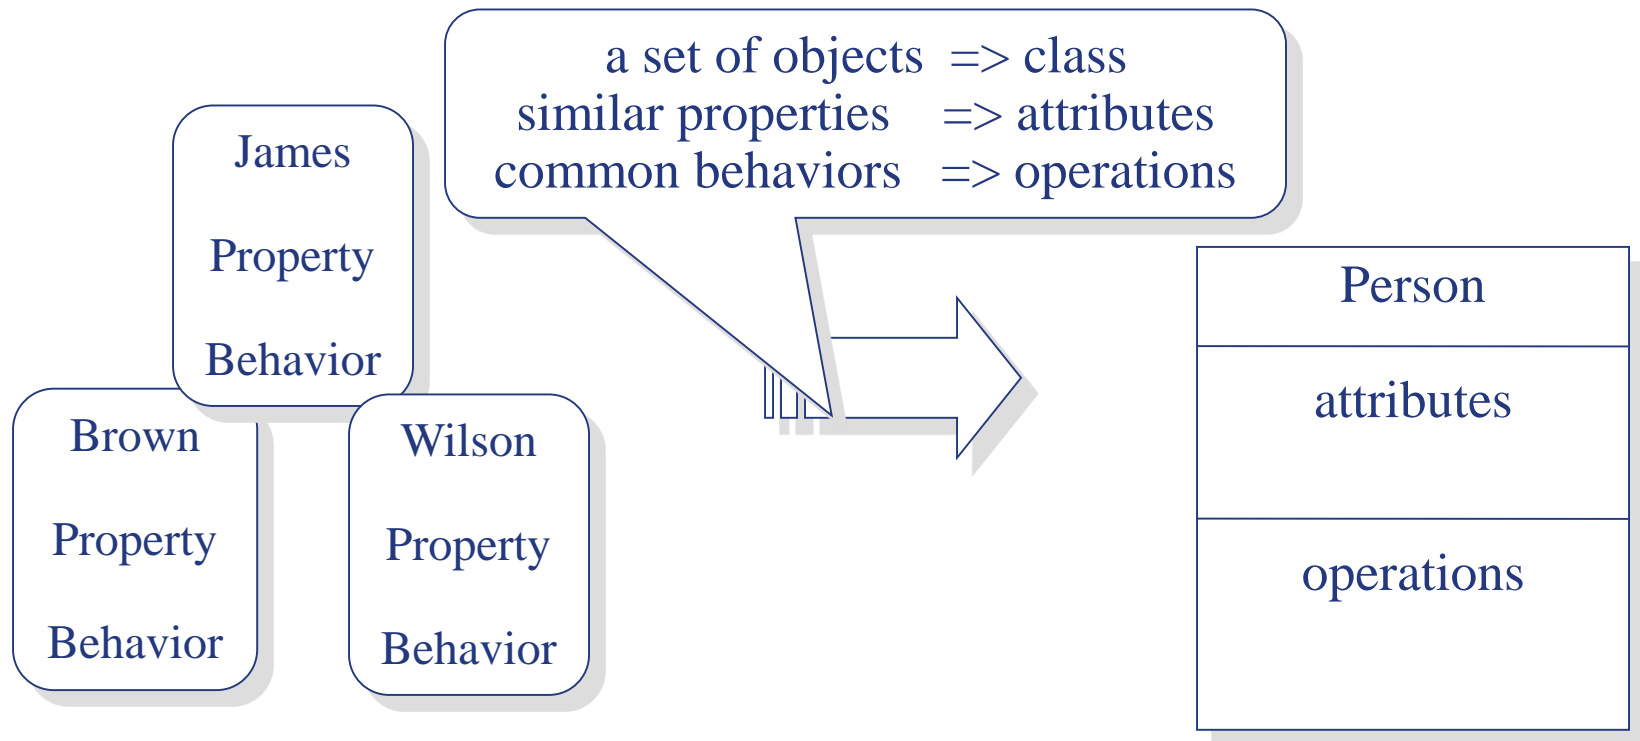 a set of objects => class
similar properties => attributes
common behaviors => operations
James
Property
Behavior
Brown
Property
Behavior
Wilson
Property
Behavior
Person
attributes
operations